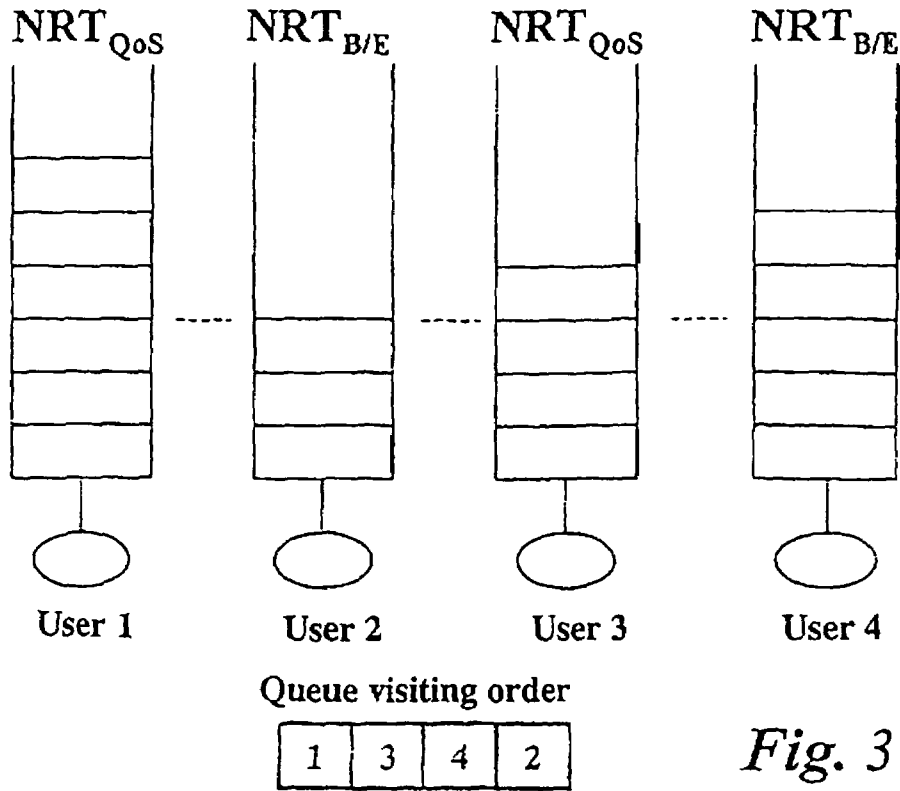 NRT_QoS NRT_B/E NRT_QoS NRT_B/E
User 1 User 2 User 3 User 4
Queue visiting order
1 3 4 2
Fig. 3